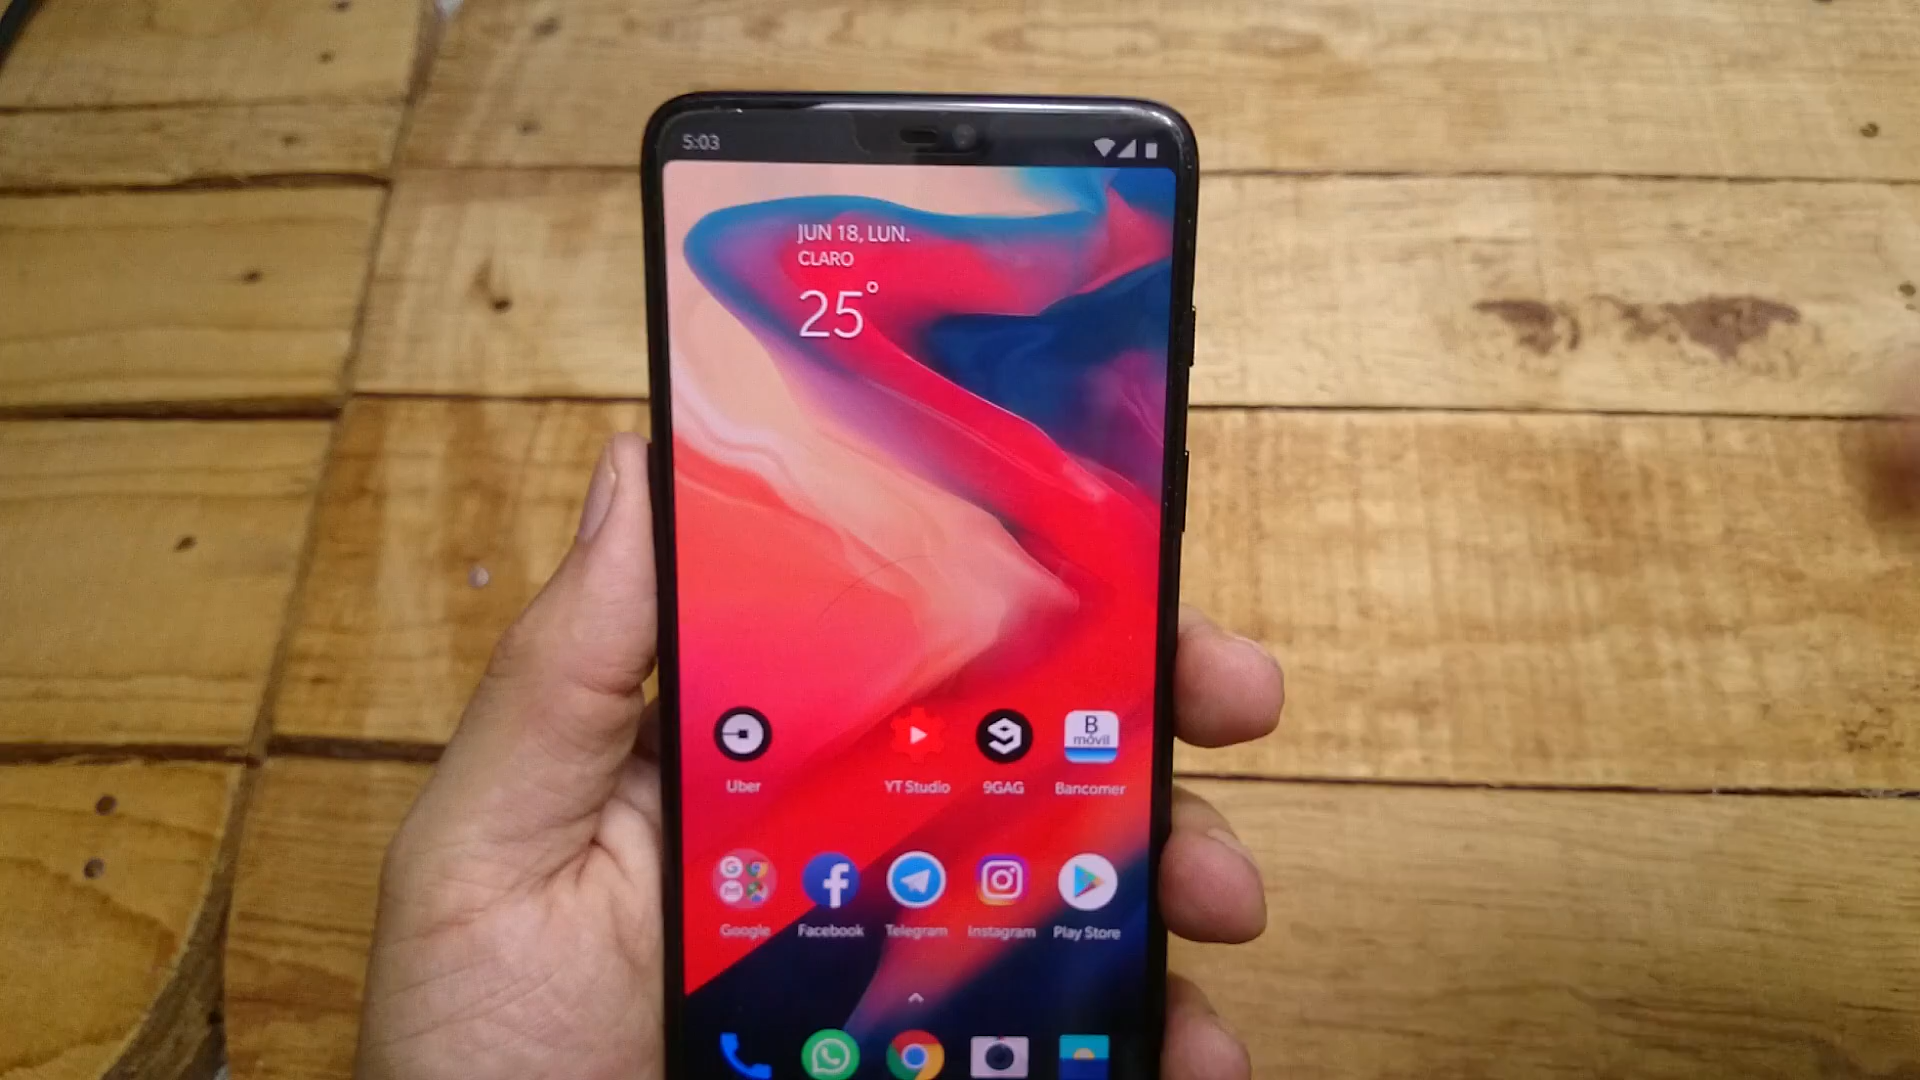 5:03
JUN 18, LUN.
CLARO
25°
B
móvil
Uber
YT Studio
9GAG
Bancomer
Google
Facebook
Telegram
Instagram
Play Store